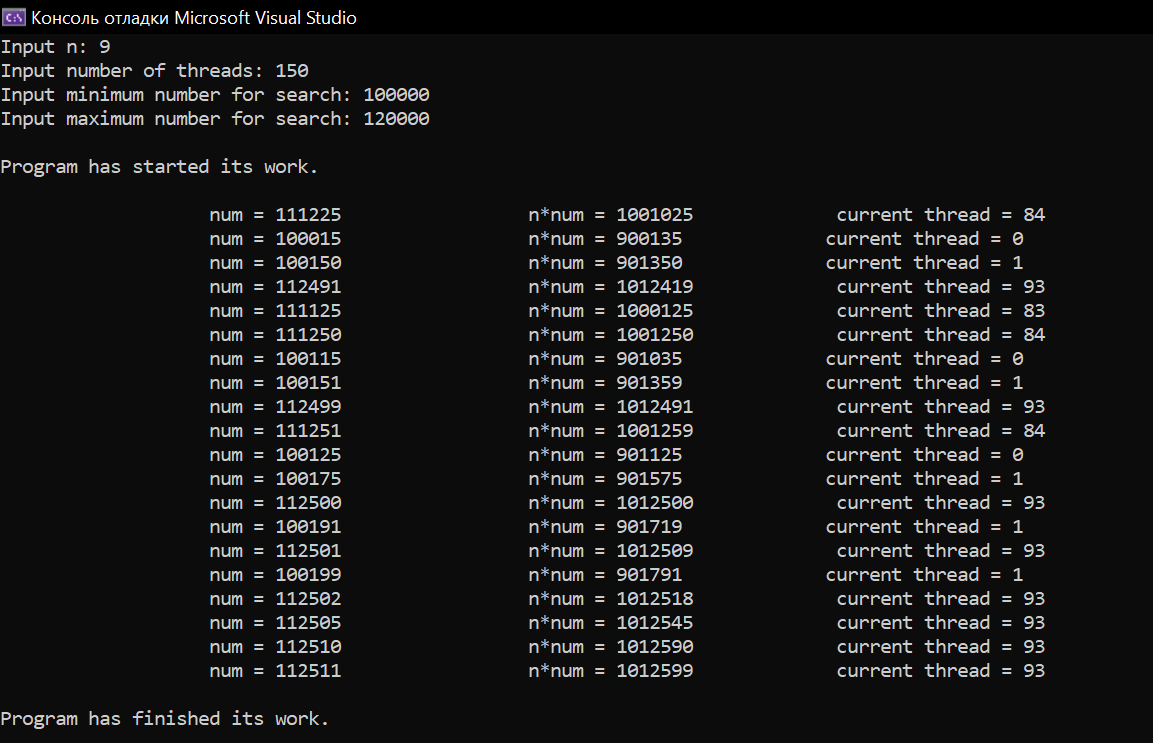 Консоль отладки Microsoft Visual Studio
Input n: 9
Input number of threads: 150
Input minimum number for search: 100000
Input maximum number for search: 120000
Program has started its work.
num = 111225 n*num = 1001025 current thread = 84
num = 100015 n*num = 900135 current thread = 0
num = 100150 n*num = 901350 current thread = 1
num = 112491 n*num = 1012419 current thread = 93
num = 111125 n*num = 1000125 current thread = 83
num = 111250 n*num = 1001250 current thread = 84
num = 100115 n*num = 901035 current thread = 0
num = 100151 n*num = 901359 current thread = 1
num = 112499 n*num = 1012491 current thread = 93
num = 111251 n*num = 1001259 current thread = 84
num = 100125 n*num = 901125 current thread = 0
num = 100175 n*num = 901575 current thread = 1
num = 112500 n*num = 1012500 current thread = 93
num = 100191 n*num = 901719 current thread = 1
num = 112501 n*num = 1012509 current thread = 93
num = 100199 n*num = 901791 current thread = 1
num = 112502 n*num = 1012518 current thread = 93
num = 112505 n*num = 1012545 current thread = 93
num = 112510 n*num = 1012590 current thread = 93
num = 112511 n*num = 1012599 current thread = 93
Program has finished its work.